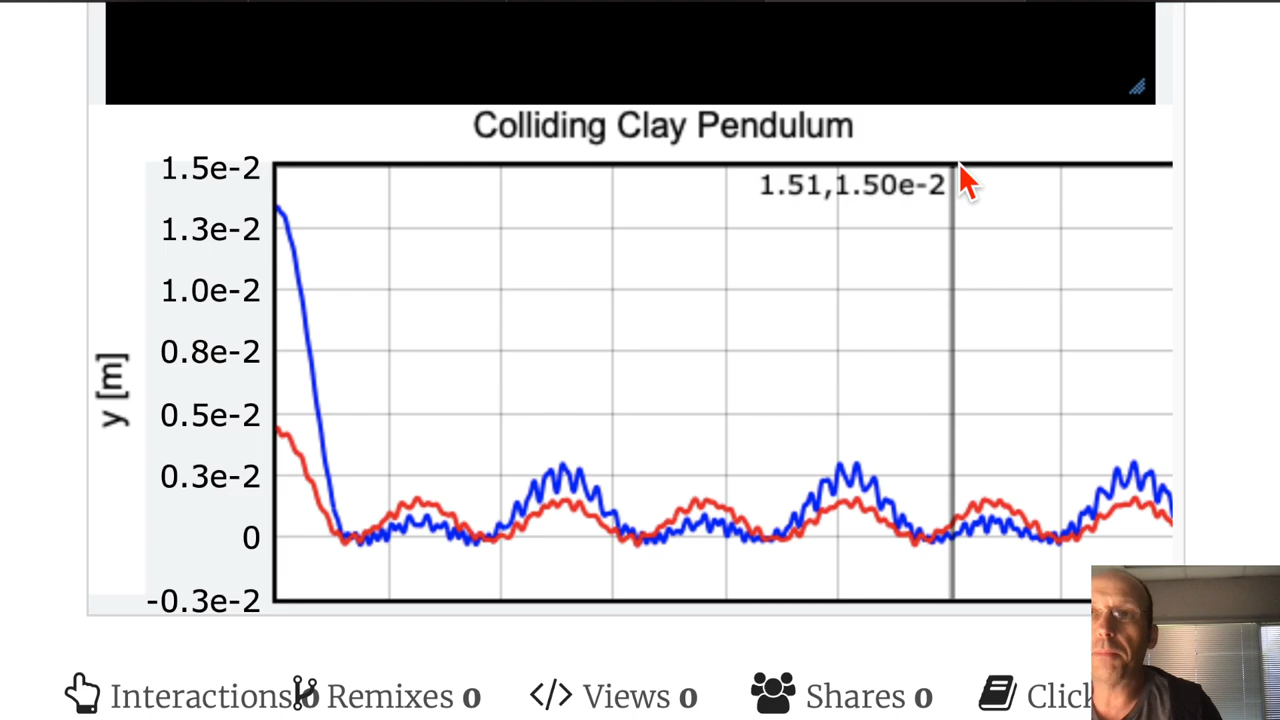 Colliding Clay Pendulum
1.5e-2
1.51,1.50e-2
1.3e-2
1.0e-2
0.8e-2
y [m]
0.5e-2
0.3e-2
0
-0.3e-2
Interactions 0 Remixes 0 Views 0 Shares 0 Click